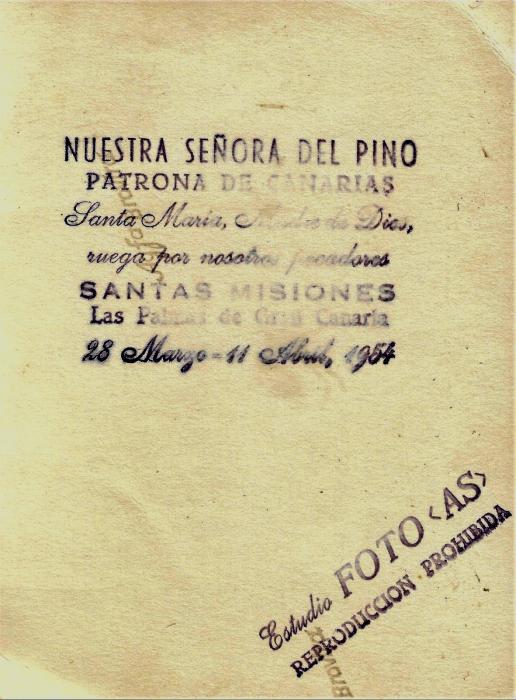 NUESTRA SEÑORA DEL PINO
PATRONA DE CANARIAS
Santa Maria, Madre de Dios,
ruega por nosotros pecadores
SANTAS MISIONES
Las Palmas de Gran Canaria
28 Marzo - 11 Abril, 1954
Estudio FOTO <AS>
REPRODUCCION PROHIBIDA